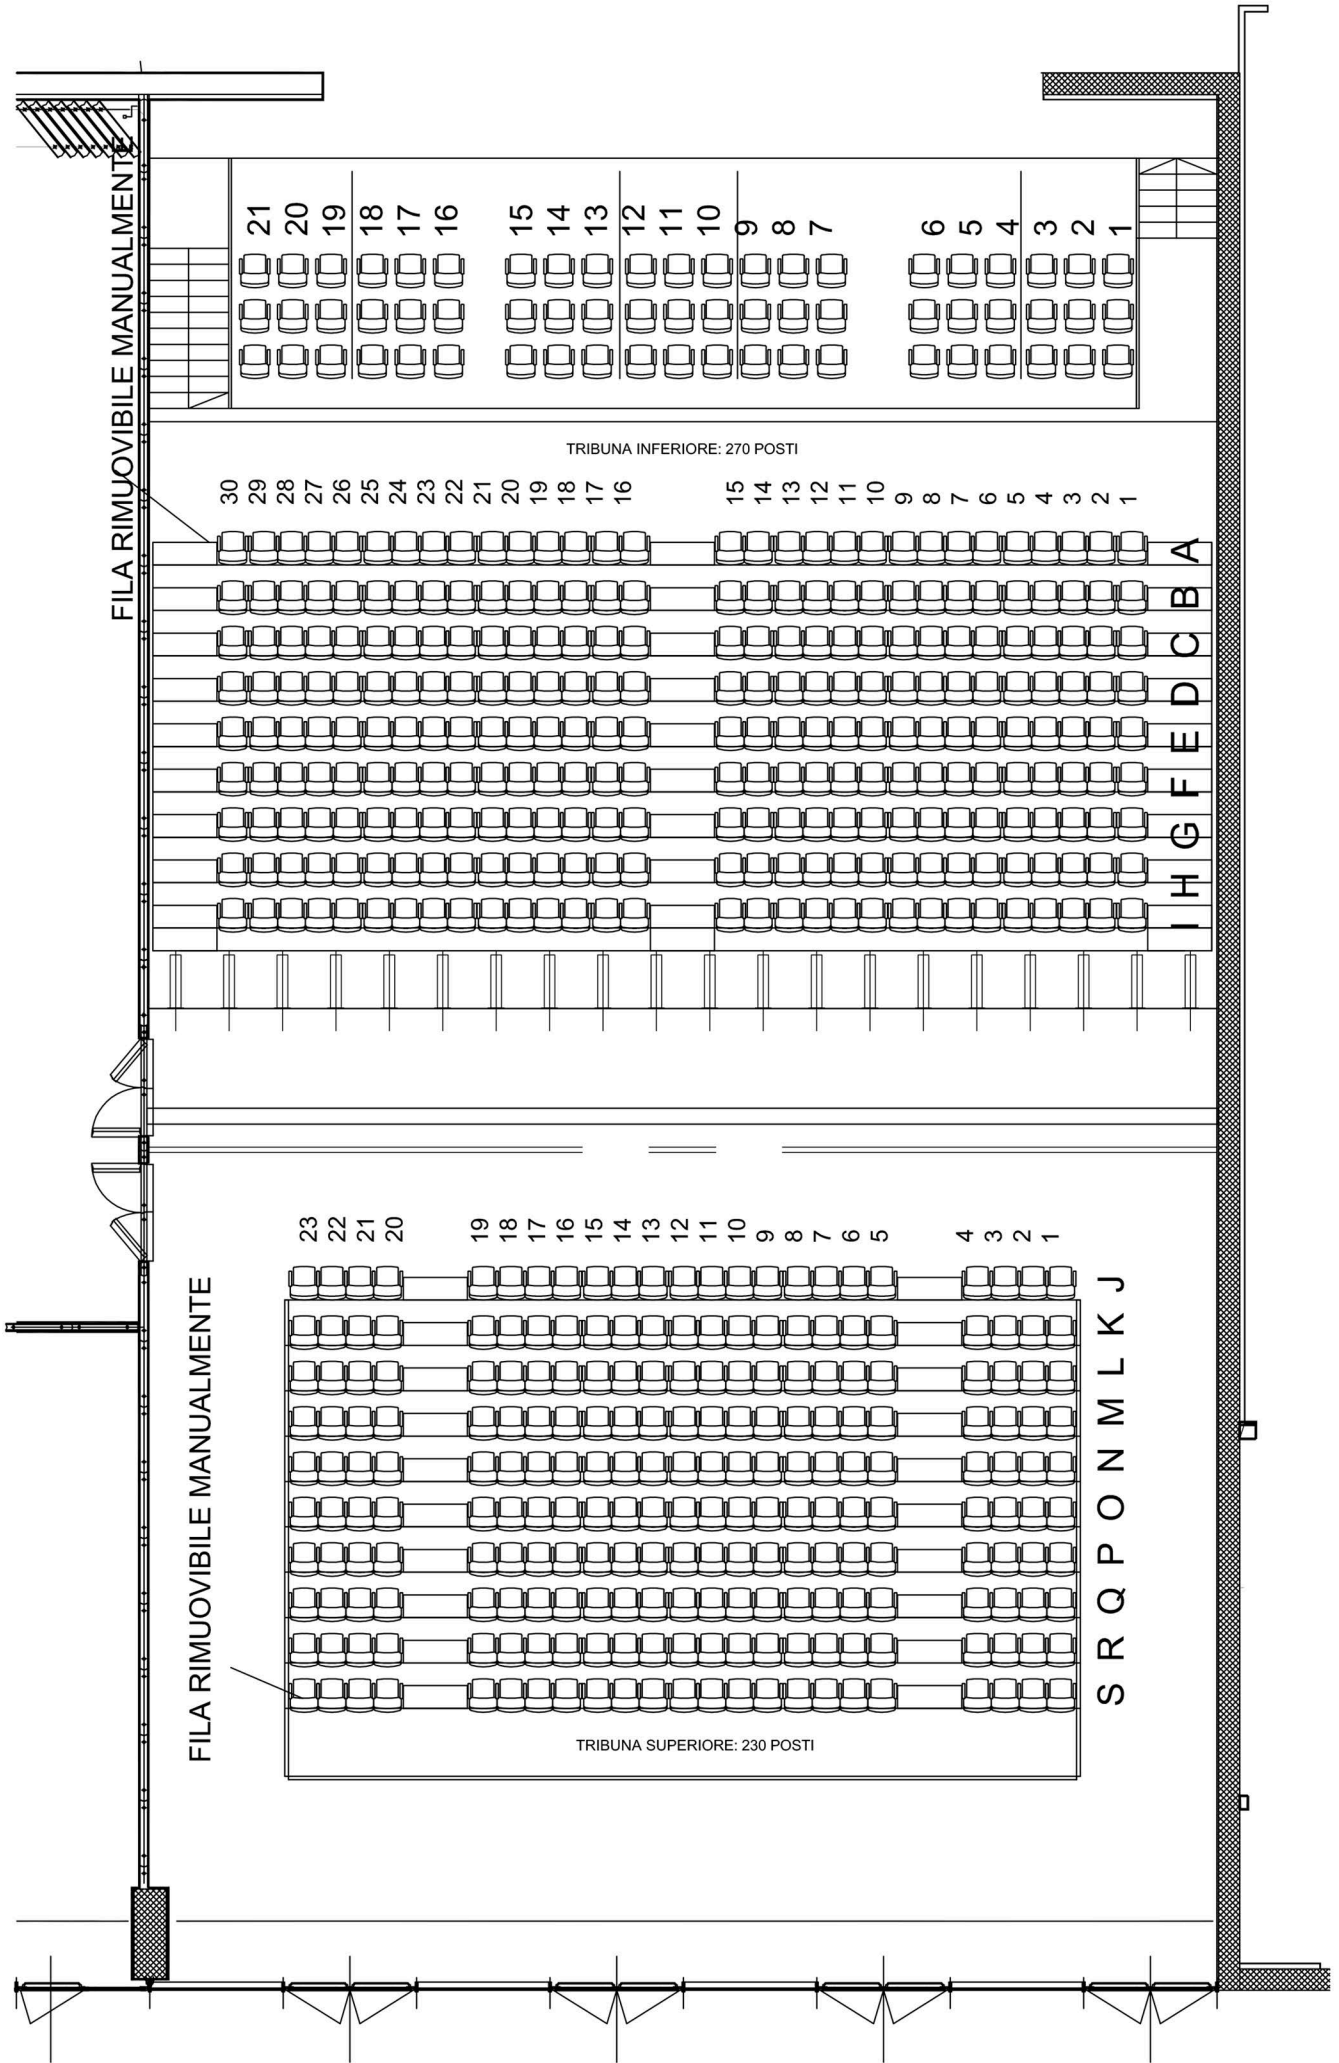 FILA RIMUOVIBILE MANUALMENTE
21 20 19 18 17 16 15 14 13 12 11 10 9 8 7 6 5 4 3 2 1
TRIBUNA INFERIORE: 270 POSTI
30 29 28 27 26 25 24 23 22 21 20 19 18 17 16 15 14 13 12 11 10 9 8 7 6 5 4 3 2 1
A
B
C
D
E
F
G
H
I
23 22 21 20 19 18 17 16 15 14 13 12 11 10 9 8 7 6 5 4 3 2 1
FILA RIMUOVIBILE MANUALMENTE
J
K
L
M
N
O
P
Q
R
S
TRIBUNA SUPERIORE: 230 POSTI